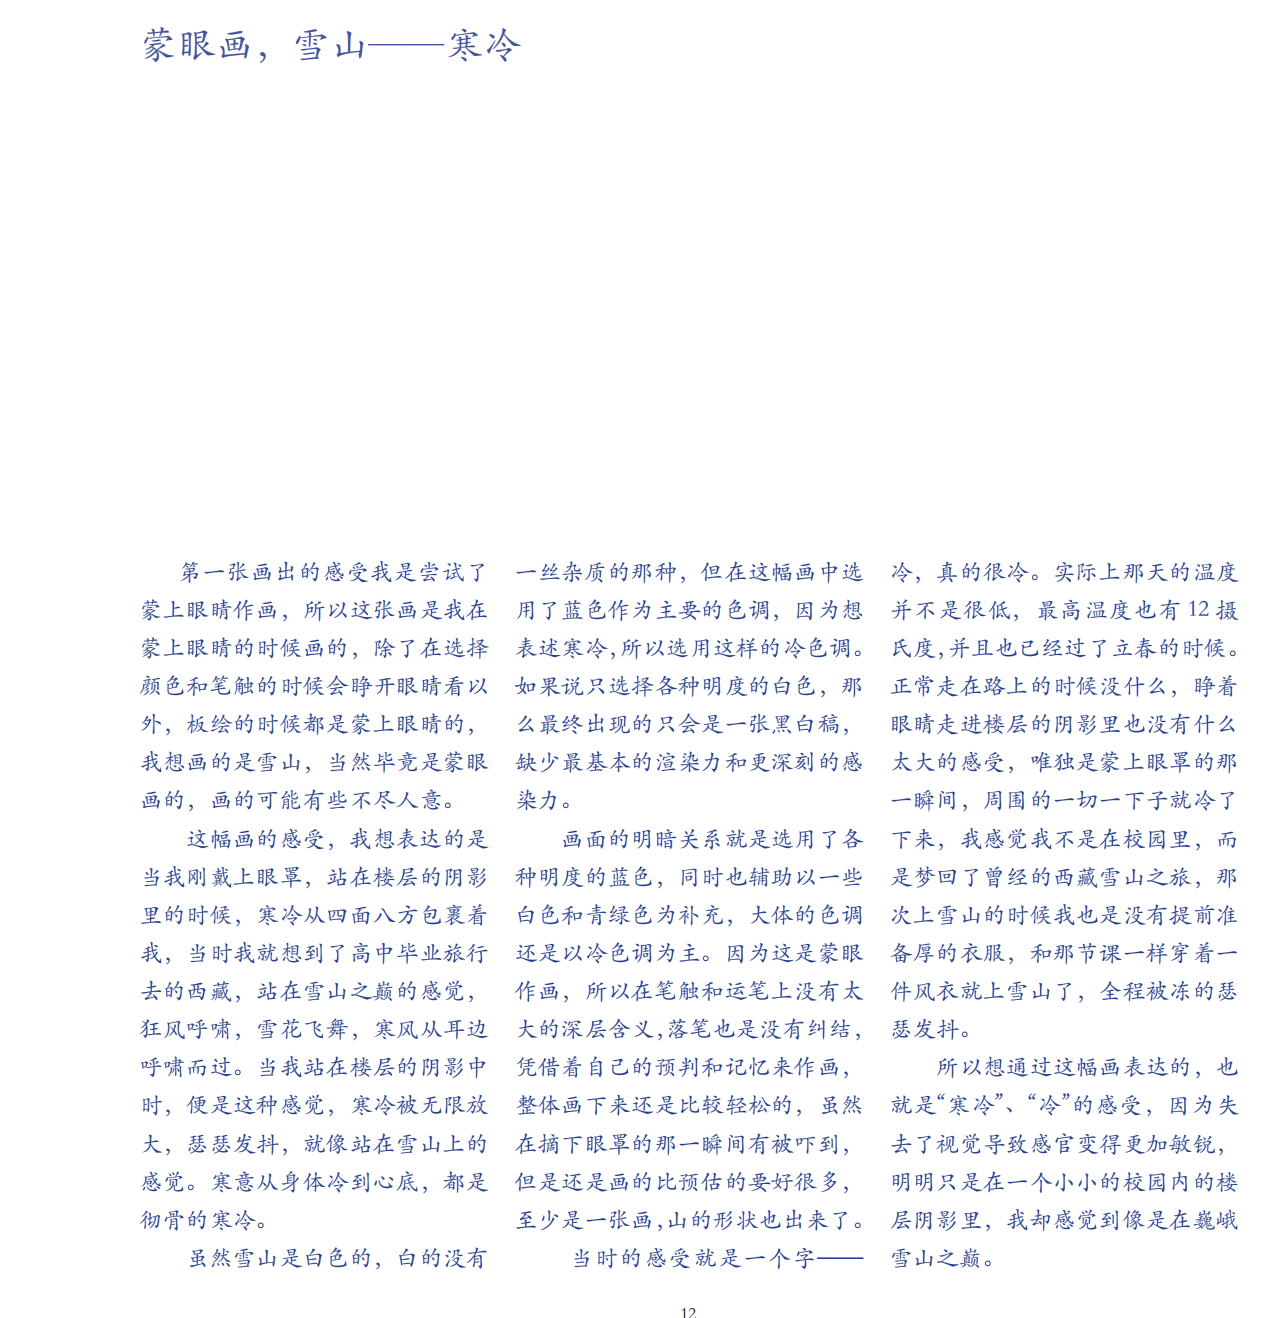 蒙眼画，雪山——寒冷
第一张画出的感受我是尝试了
蒙上眼睛作画，所以这张画是我在
蒙上眼睛的时候画的，除了在选择
颜色和笔触的时候会睁开眼睛看以
外，板绘的时候都是蒙上眼睛的，
我想画的是雪山，当然毕竟是蒙眼
画的，画的可能有些不尽人意。
这幅画的感受，我想表达的是
当我刚戴上眼罩，站在楼层的阴影
里的时候，寒冷从四面八方包裹着
我，当时我就想到了高中毕业旅行
去的西藏，站在雪山之巅的感觉，
狂风呼啸，雪花飞舞，寒风从耳边
呼啸而过。当我站在楼层的阴影中
时，便是这种感觉，寒冷被无限放
大，瑟瑟发抖，就像站在雪山上的
感觉。寒意从身体冷到心底，都是
彻骨的寒冷。
虽然雪山是白色的，白的没有
一丝杂质的那种，但在这幅画中选
用了蓝色作为主要的色调，因为想
表述寒冷，所以选用这样的冷色调。
如果说只选择各种明度的白色，那
么最终出现的只会是一张黑白稿，
缺少最基本的渲染力和更深刻的感
染力。
画面的明暗关系就是选用了各
种明度的蓝色，同时也辅助以一些
白色和青绿色为补充，大体的色调
还是以冷色调为主。因为这是蒙眼
作画，所以在笔触和运笔上没有太
大的深层含义，落笔也是没有纠结，
凭借着自己的预判和记忆来作画，
整体画下来还是比较轻松的，虽然
在摘下眼罩的那一瞬间有被吓到，
但是还是画的比预估的要好很多，
至少是一张画，山的形状也出来了。
当时的感受就是一个字——
冷，真的很冷。实际上那天的温度
并不是很低，最高温度也有 12 摄
氏度，并且也已经过了立春的时候。
正常走在路上的时候没什么，睁着
眼睛走进楼层的阴影里也没有什么
太大的感受，唯独是蒙上眼罩的那
一瞬间，周围的一切一下子就冷了
下来，我感觉我不是在校园里，而
是梦回了曾经的西藏雪山之旅，那
次上雪山的时候我也是没有提前准
备厚的衣服，和那节课一样穿着一
件风衣就上雪山了，全程被冻的瑟
瑟发抖。
所以想通过这幅画表达的，也
就是“寒冷”、“冷”的感受，因为失
去了视觉导致感官变得更加敏锐，
明明只是在一个小小的校园内的楼
层阴影里，我却感觉到像是在巍峨
雪山之巅。
12